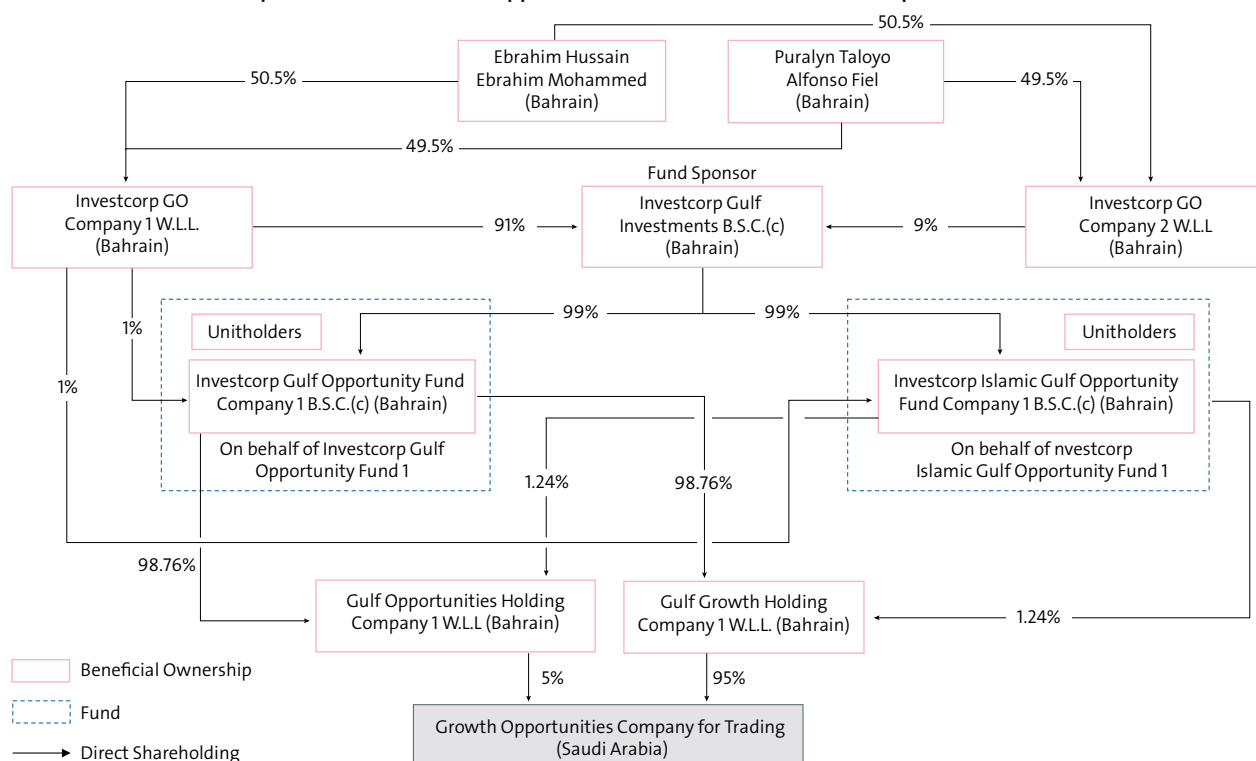 50.5%
Ebrahim Hussain
Ebrahim Mohammed
(Bahrain)
Puralyn Taloyo
Alfonso Fiel
(Bahrain)
50.5%
49.5%
49.5%
Fund Sponsor
Investcorp GO
Company 1 W.L.L.
(Bahrain)
91%
Investcorp Gulf
Investments B.S.C.(c)
(Bahrain)
9%
Investcorp GO
Company 2 W.L.L
(Bahrain)
1%
1%
99%
99%
Unitholders
Unitholders
Investcorp Gulf Opportunity Fund
Company 1 B.S.C.(c) (Bahrain)
On behalf of Investcorp Gulf
Opportunity Fund 1
Investcorp Islamic Gulf Opportunity
Fund Company 1 B.S.C.(c) (Bahrain)
On behalf of nvestcorp
Islamic Gulf Opportunity Fund 1
1.24%
98.76%
98.76%
Gulf Opportunities Holding
Company 1 W.L.L (Bahrain)
Gulf Growth Holding
Company 1 W.L.L. (Bahrain)
1.24%
5%
95%
Growth Opportunities Company for Trading
(Saudi Arabia)
Beneficial Ownership
Fund
Direct Shareholding